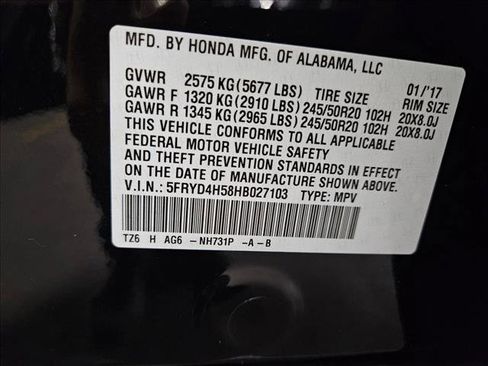 MFD. BY HONDA MFG. OF ALABAMA, LLC
GVWR 2575 KG(5677 LBS) TIRE SIZE 01/'17 RIM SIZE
GAWR F 1320 KG(2910 LBS) 245/50R20 102H 20X8.0J
GAWR R 1345 KG(2965 LBS) 245/50R20 102H 20X8.0J
THIS VEHICLE CONFORMS TO ALL APPLICABLE
FEDERAL MOTOR VEHICLE SAFETY
AND THEFT PREVENTION STANDARDS IN EFFECT
ON THE DATE OF MANUFACTURE SHOWN ABOVE.
V.I.N.: 5FRYD4H58HB027103 TYPE: MPV
TZ6 H AG6 -NH731P -A -B